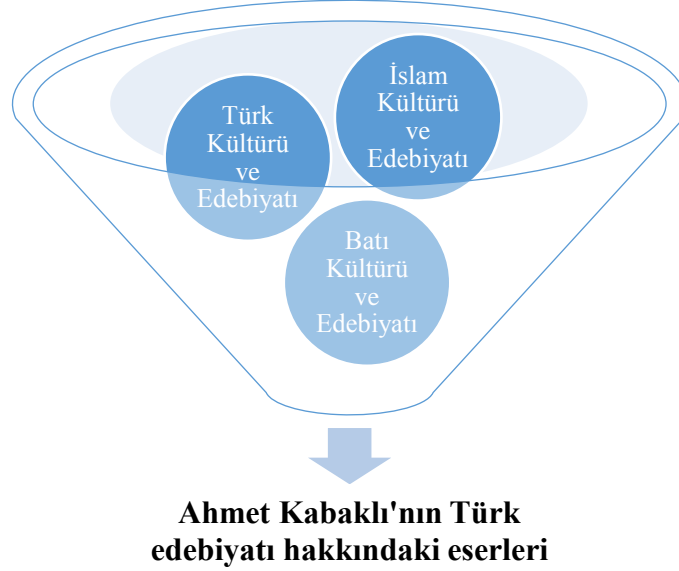 Türk
Kültürü
ve
Edebiyatı
İslam
Kültürü
ve
Edebiyatı
Batı
Kültürü
ve
Edebiyatı
Ahmet Kabaklı'nın Türk
edebiyatı hakkındaki eserleri